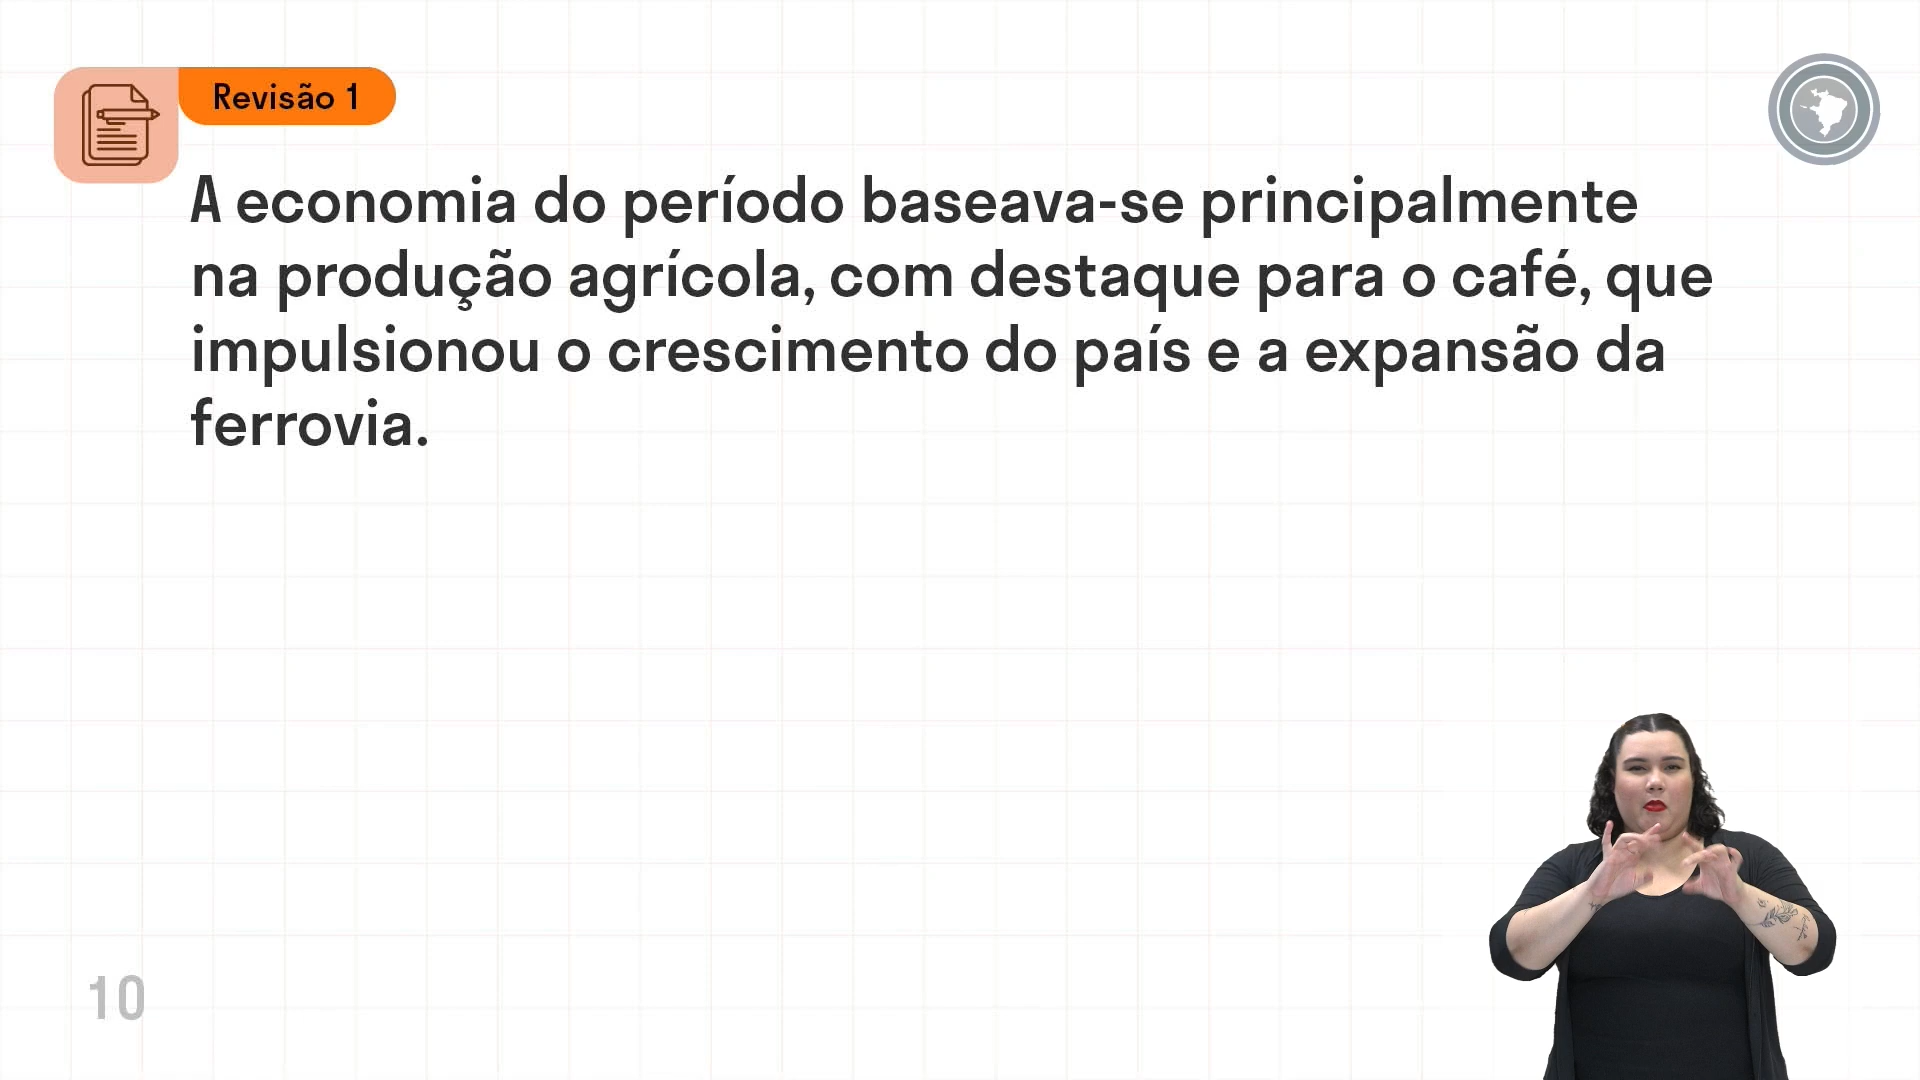 Revisão 1
A economia do período baseava-se principalmente
na produção agrícola, com destaque para o café, que
impulsionou o crescimento do país e a expansão da
ferrovia.
10